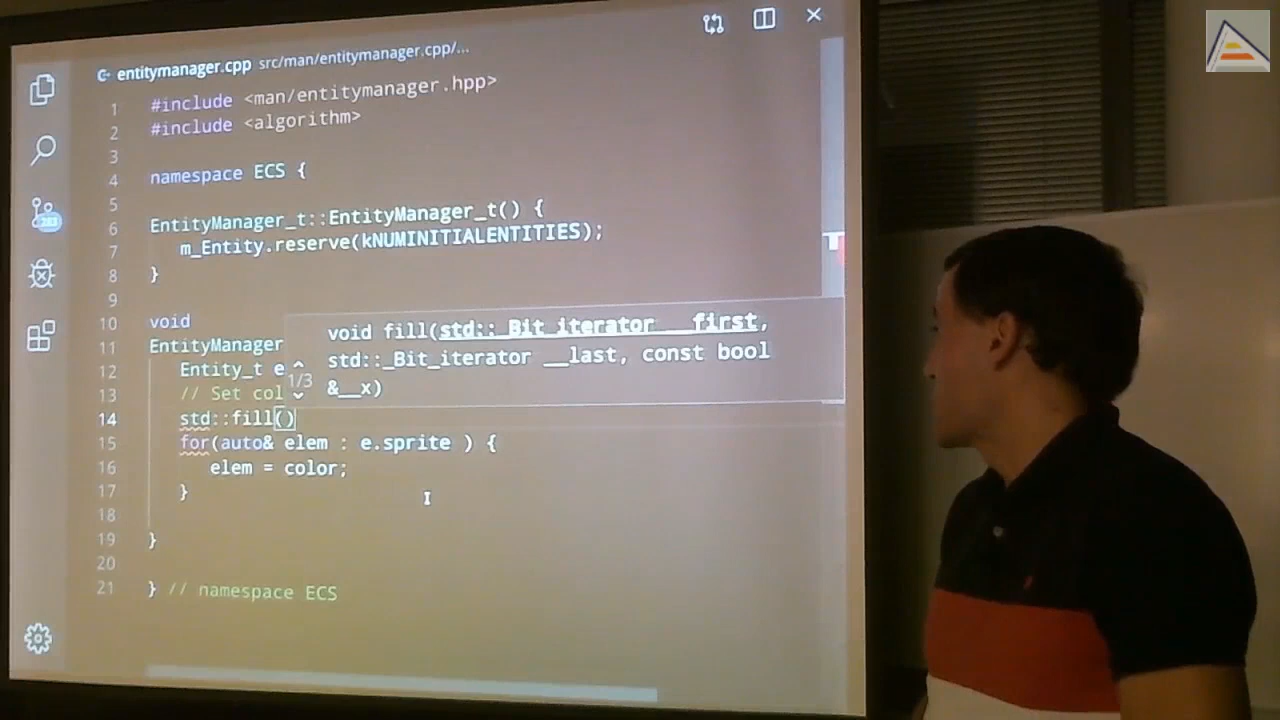 entitymanager.cpp src/man/entitymanager.cpp/...
1 #include <man/entitymanager.hpp>
2 #include <algorithm>
3
4 namespace ECS {
5
6 EntityManager_t::EntityManager_t() {
7 m_Entity.reserve(kNUMINITIALENTITIES);
8 }
9
10 void
11 EntityManager
12 Entity_t e
13 // Set col
14 std::fill()
15 for(auto& elem : e.sprite ) {
16 elem = color;
17 }
18
19 }
20
21 } // namespace ECS
1/3
void fill(std::_Bit_iterator __first,
std::_Bit_iterator __last, const bool
&__x)